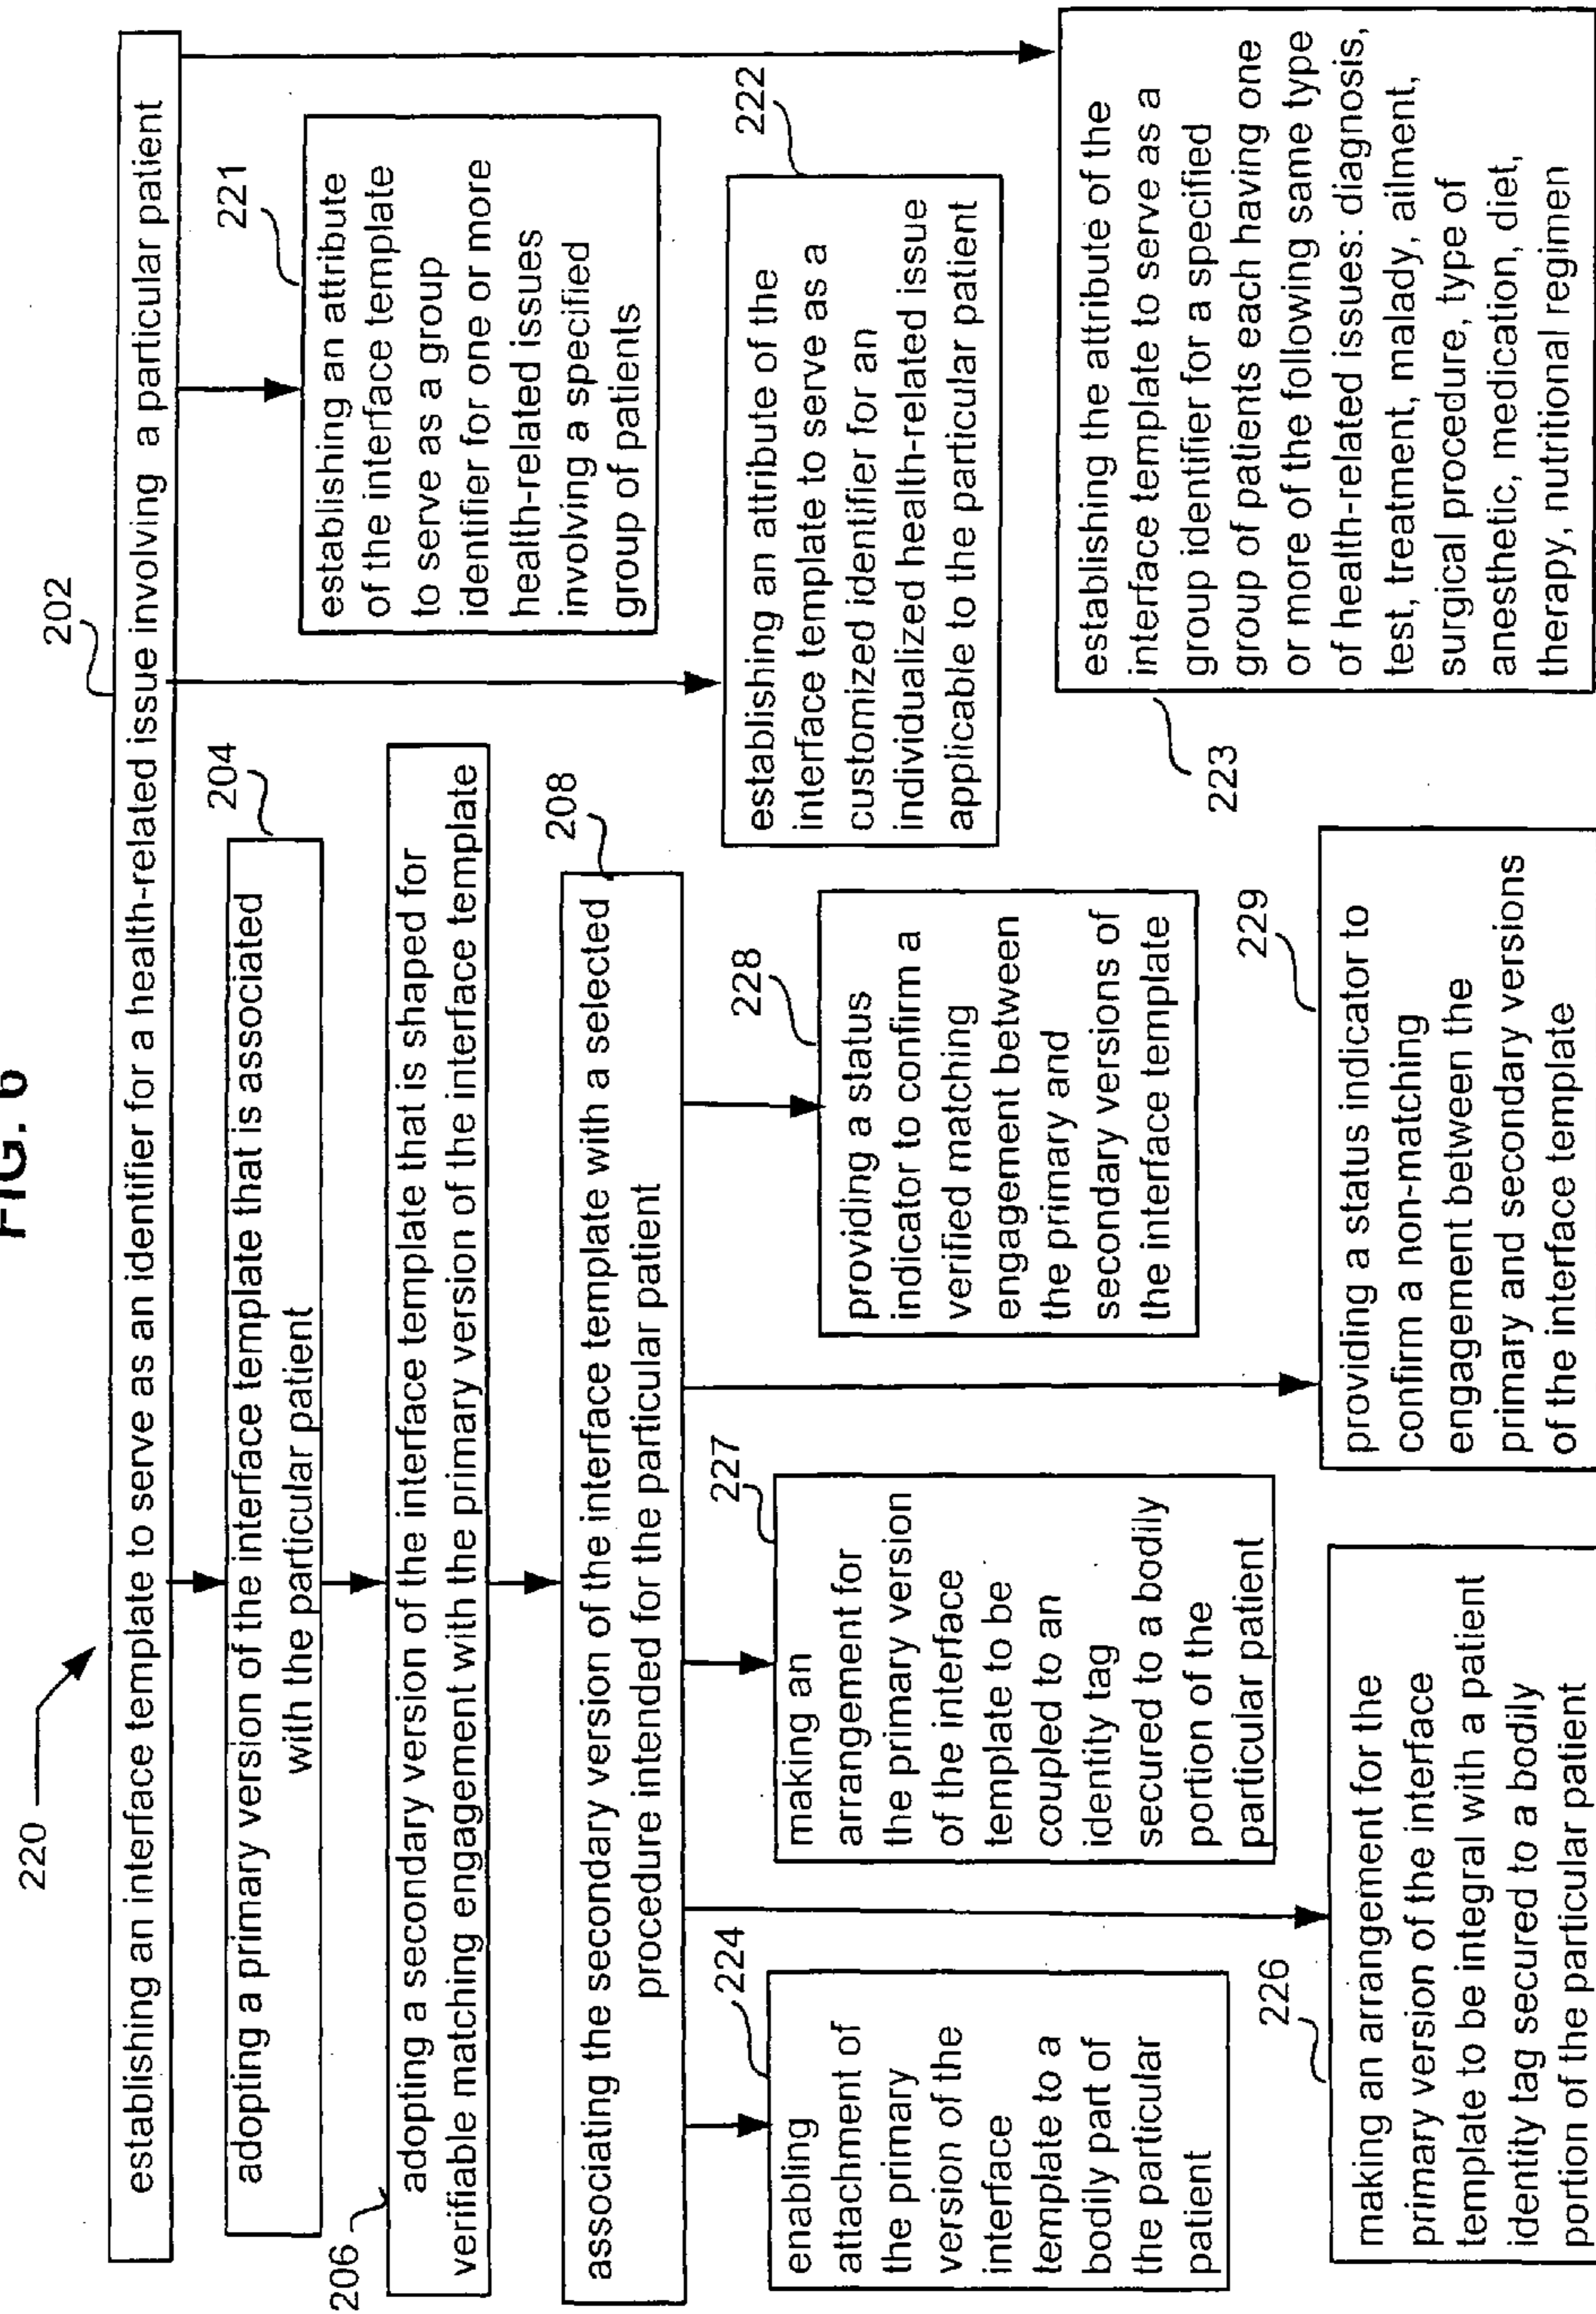 FIG. 6
220
202
establishing an interface template to serve as an identifier for a health-related issue involving a particular patient
204
adopting a primary version of the interface template that is associated
with the particular patient
206
adopting a secondary version of the interface template that is shaped for
verifiable matching engagement with the primary version of the interface template
208
associating the secondary version of the interface template with a selected
procedure intended for the particular patient
221
establishing an attribute
of the interface template
to serve as a group
identifier for one or more
health-related issues
involving a specified
group of patients
222
establishing an attribute of the
interface template to serve as a
customized identifier for an
individualized health-related issue
applicable to the particular patient
223
establishing the attribute of the
interface template to serve as a
group identifier for a specified
group of patients each having one
or more of the following same type
of health-related issues: diagnosis,
test, treatment, malady, ailment,
surgical procedure, type of
anesthetic, medication, diet,
therapy, nutritional regimen
224
enabling
attachment of
the primary
version of the
interface
template to a
bodily part of
the particular
patient
226
making an arrangement for the
primary version of the interface
template to be integral with a patient
identity tag secured to a bodily
portion of the particular patient
227
making an
arrangement for
the primary version
of the interface
template to be
coupled to an
identity tag
secured to a bodily
portion of the
particular patient
228
providing a status
indicator to confirm a
verified matching
engagement between
the primary and
secondary versions of
the interface template
229
providing a status indicator to
confirm a non-matching
engagement between the
primary and secondary versions
of the interface template